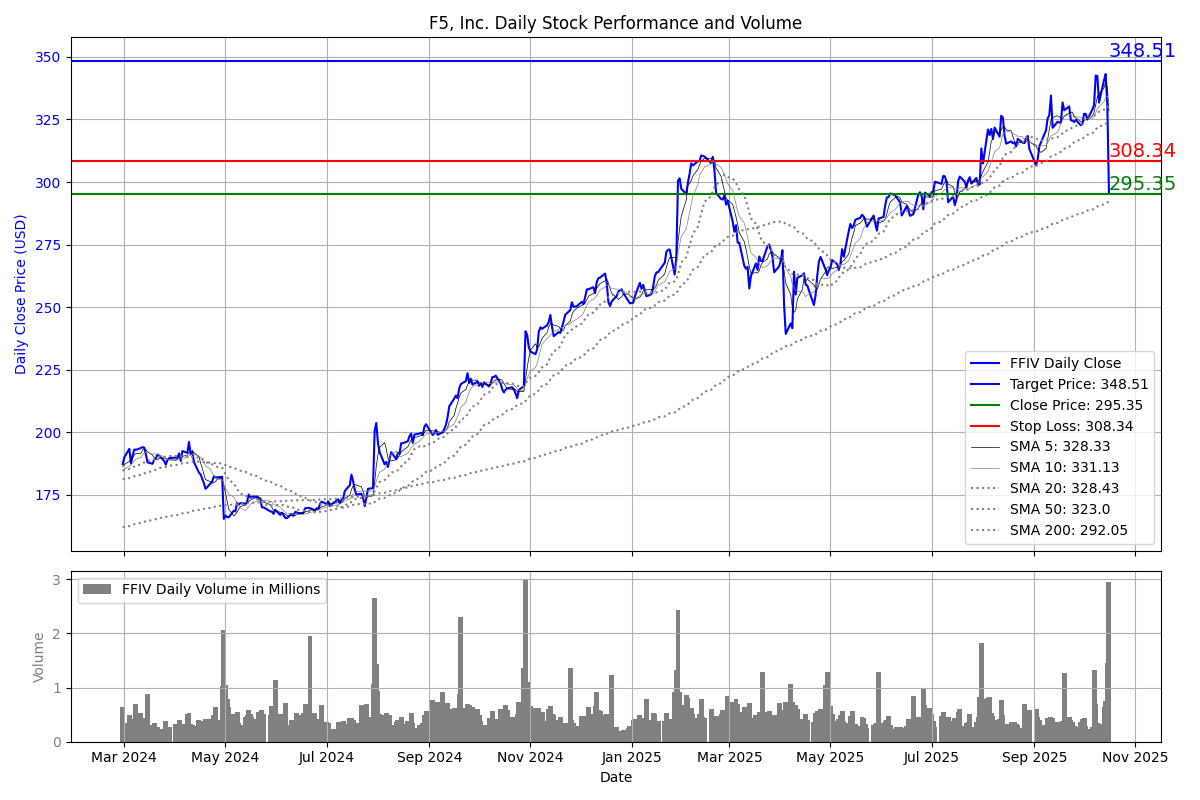 F5, Inc. Daily Stock Performance and Volume
Daily Close Price (USD)
350
325
300
275
250
225
200
175
348.51
308.34
295.35
FFIV Daily Close
Target Price: 348.51
Close Price: 295.35
Stop Loss: 308.34
SMA 5: 328.33
SMA 10: 331.13
SMA 20: 328.43
SMA 50: 323.0
SMA 200: 292.05
Volume
3
2
1
0
FFIV Daily Volume in Millions
Mar 2024 May 2024 Jul 2024 Sep 2024 Nov 2024 Jan 2025 Mar 2025 May 2025 Jul 2025 Sep 2025 Nov 2025
Date